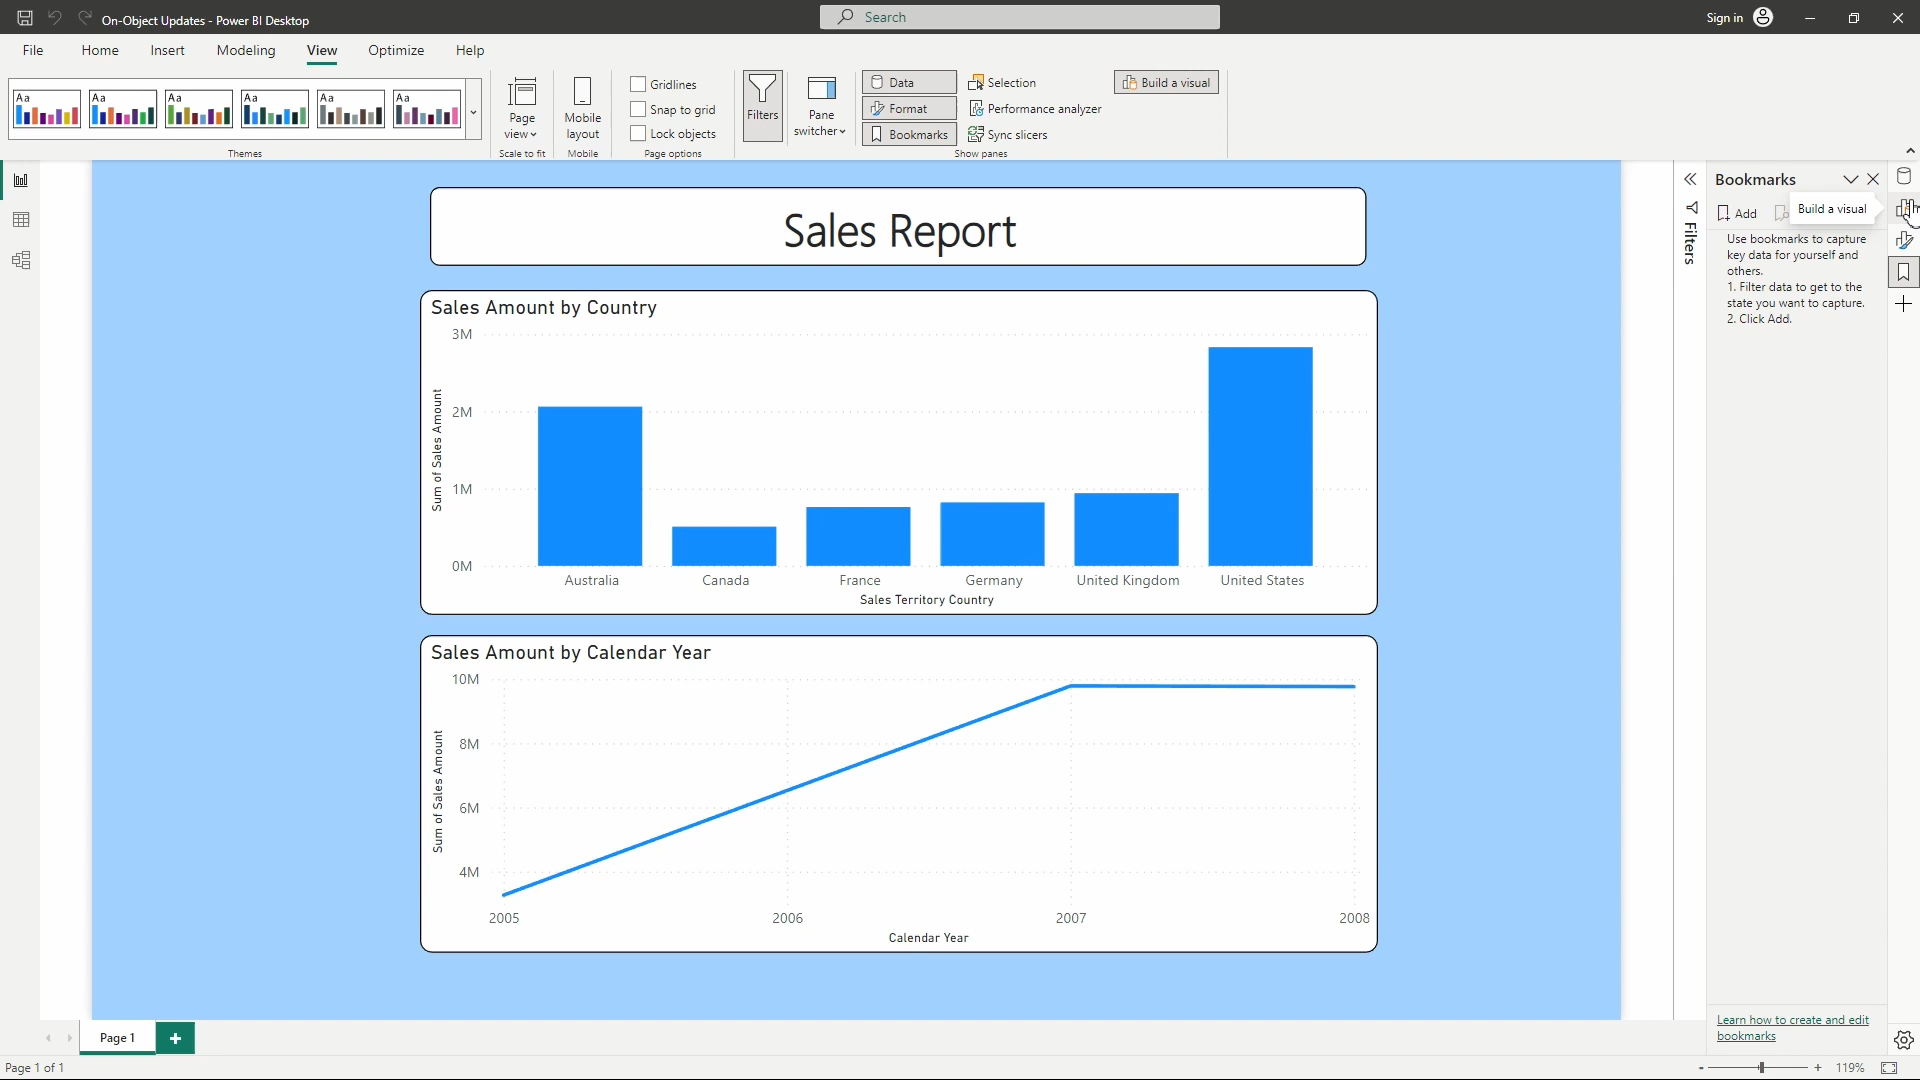 On-Object Updates - Power BI Desktop
Search
Sign in
File Home Insert Modeling View Optimize Help
Aa Aa Aa Aa Aa Aa
Themes
Page view
Scale to fit
Mobile layout
Mobile
Gridlines
Snap to grid
Lock objects
Page options
Filters
Pane switcher
Data
Format
Bookmarks
Selection
Performance analyzer
Sync slicers
Build a visual
Show panes
Sales Report
Sales Amount by Country
Sum of Sales Amount
3M
2M
1M
0M
Australia Canada France Germany United Kingdom United States
Sales Territory Country
Sales Amount by Calendar Year
Sum of Sales Amount
10M
8M
6M
4M
2005 2006 2007 2008
Calendar Year
Filters
Bookmarks
Add
Build a visual
Use bookmarks to capture
key data for yourself and
others.
1. Filter data to get to the
state you want to capture.
2. Click Add.
Learn how to create and edit
bookmarks
Page 1
Page 1 of 1
119%